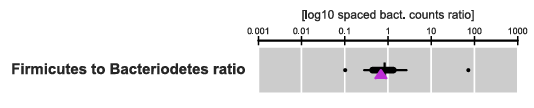 [log10 spaced bact. counts ratio]
0.001 0.01 0.1 1 10 100 1000
Firmicutes to Bacteriodetes ratio